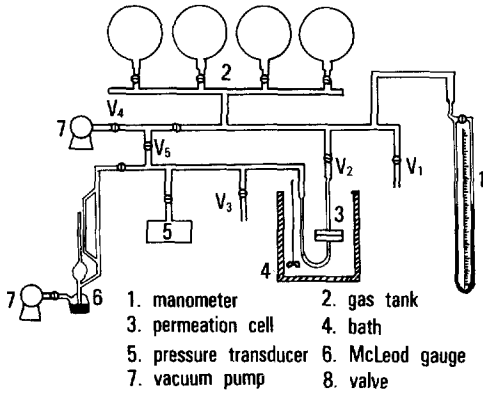 2
V4
7
V5
V2
V1
1
V3
3
5
4
7
6
1. manometer 2. gas tank
3. permeation cell 4. bath
5. pressure transducer 6. McLeod gauge
7. vacuum pump 8. valve